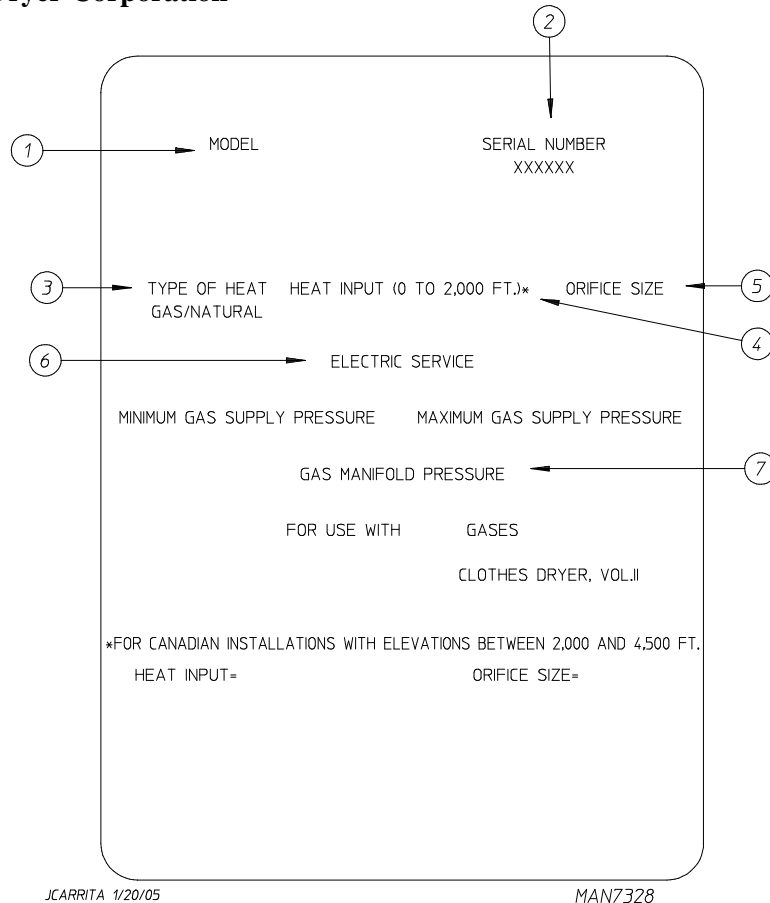 Dryer Corporation
2
1 MODEL SERIAL NUMBER
XXXXXX
3 TYPE OF HEAT HEAT INPUT (0 TO 2,000 FT.)* ORIFICE SIZE 5
GAS/NATURAL
4
6 ELECTRIC SERVICE
MINIMUM GAS SUPPLY PRESSURE MAXIMUM GAS SUPPLY PRESSURE
GAS MANIFOLD PRESSURE 7
FOR USE WITH GASES
CLOTHES DRYER, VOL.II
*FOR CANADIAN INSTALLATIONS WITH ELEVATIONS BETWEEN 2,000 AND 4,500 FT.
HEAT INPUT= ORIFICE SIZE=
JCARRITA 1/20/05 MAN7328